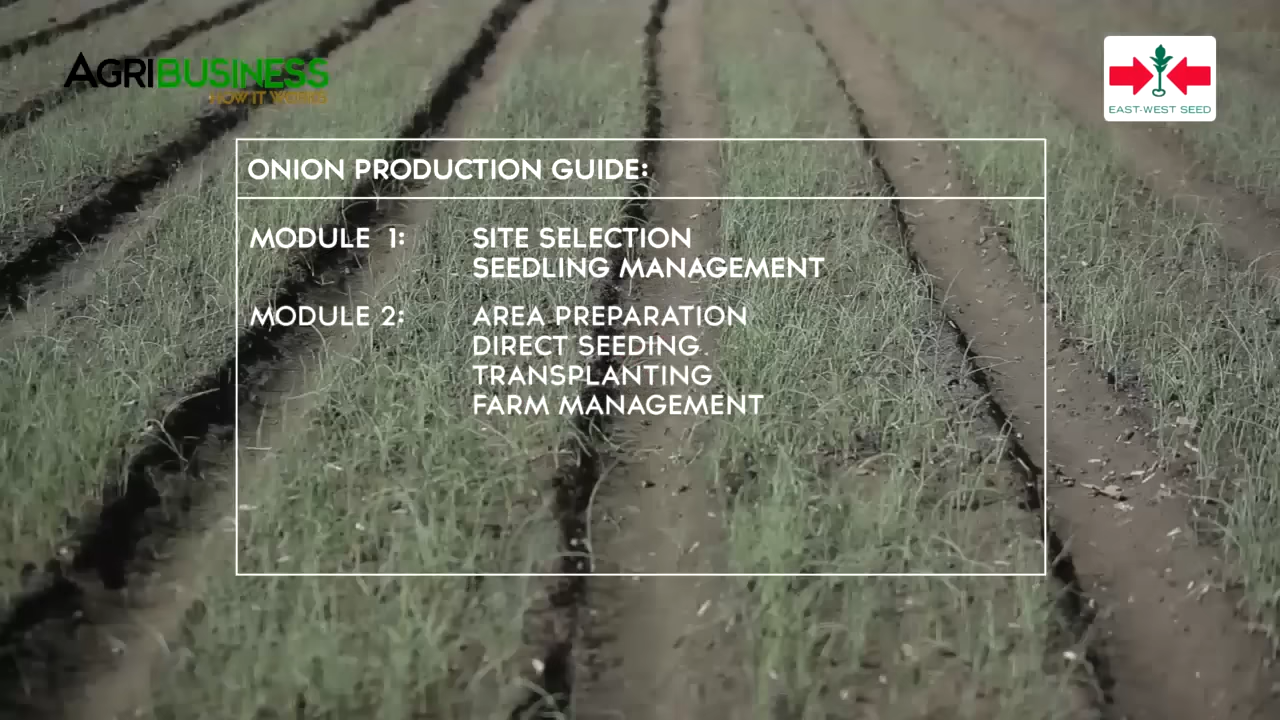 AGRIBUSINESS
HOW IT WORKS
EAST-WEST SEED
ONION PRODUCTION GUIDE:
MODULE 1: SITE SELECTION
SEEDLING MANAGEMENT
MODULE 2: AREA PREPARATION
DIRECT SEEDING
TRANSPLANTING
FARM MANAGEMENT